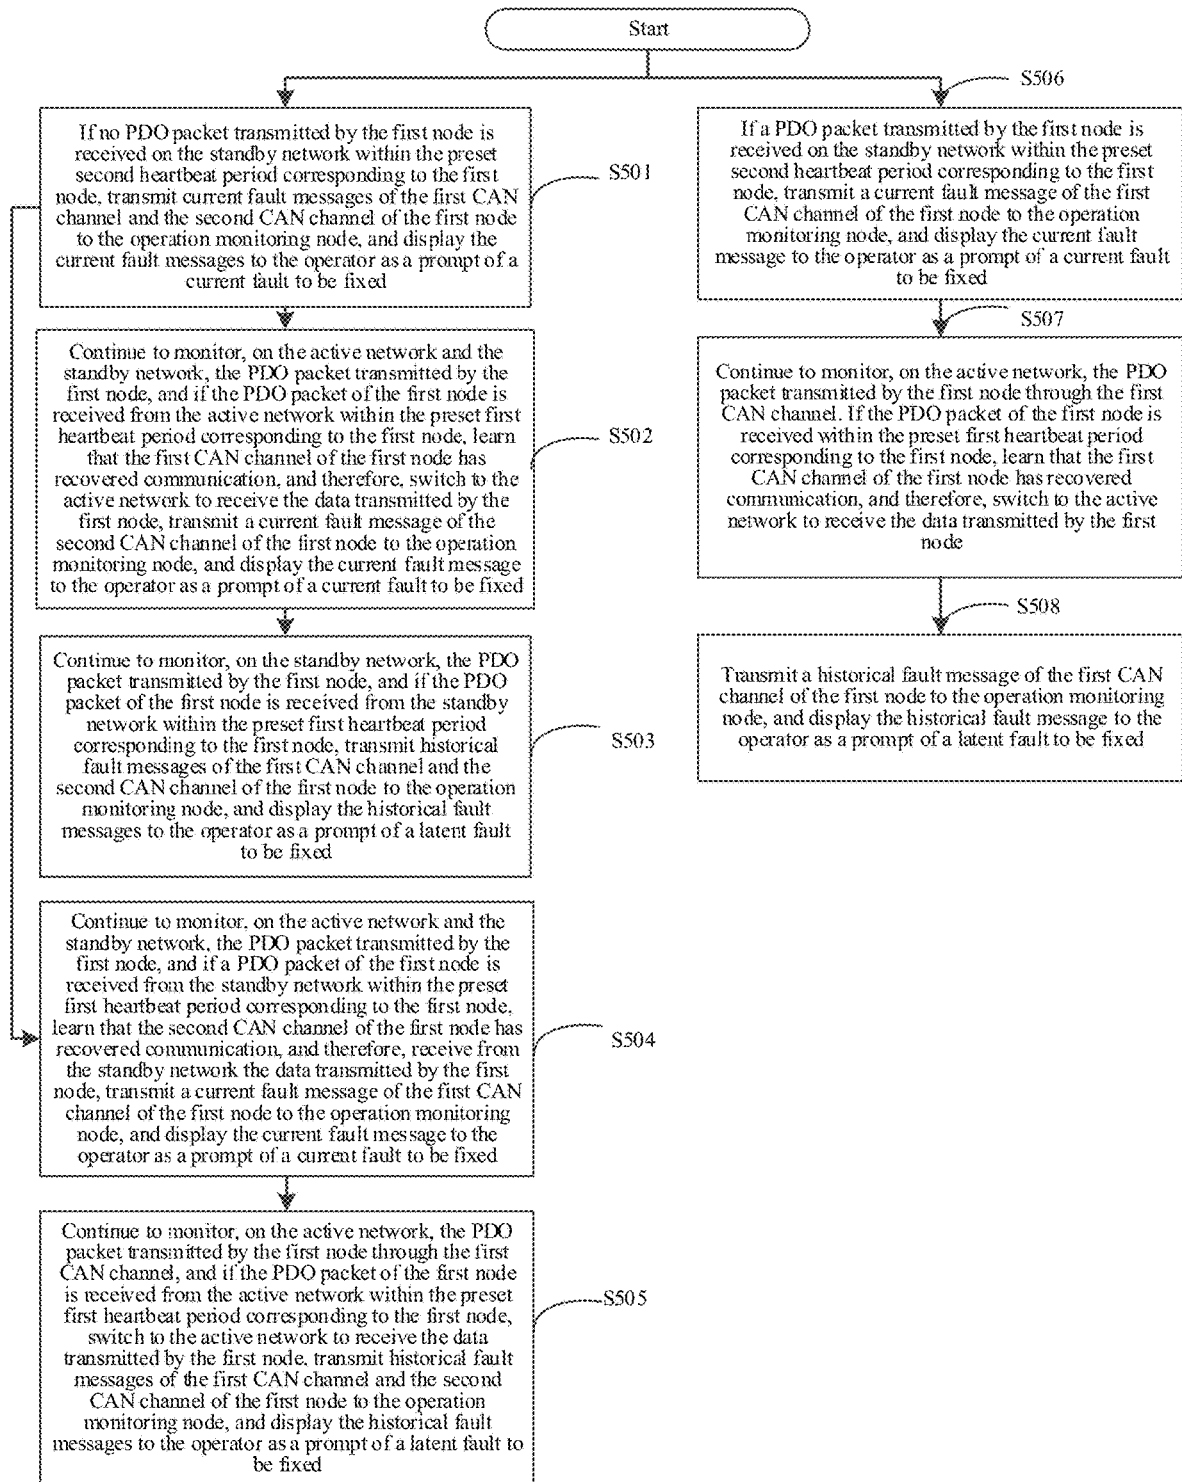 Start
If no PDO packet transmitted by the first node is
received on the standby network within the preset
second heartbeat period corresponding to the first
node, transmit current fault messages of the first CAN
channel and the second CAN channel of the first node
to the operation monitoring node, and display the
current fault messages to the operator as a prompt of a
current fault to be fixed
S501
Continue to monitor, on the active network and the
standby network, the PDO packet transmitted by the
first node, and if the PDO packet of the first node is
received from the active network within the preset first
heartbeat period corresponding to the first node, learn
that the first CAN channel of the first node has
recovered communication, and therefore, switch to the
active network to receive the data transmitted by the
first node, transmit a current fault message of the
second CAN channel of the first node to the operation
monitoring node, and display the current fault message
to the operator as a prompt of a current fault to be fixed
S502
Continue to monitor, on the standby network, the PDO
packet transmitted by the first node, and if the PDO
packet of the first node is received from the standby
network within the preset first heartbeat period
corresponding to the first node, transmit historical
fault messages of the first CAN channel and the
second CAN channel of the first node to the operation
monitoring node, and display the historical fault
messages to the operator as a prompt of a latent fault
to be fixed
S503
Continue to monitor, on the active network and the
standby network, the PDO packet transmitted by the
first node, and if a PDO packet of the first node is
received from the standby network within the preset
first heartbeat period corresponding to the first node,
learn that the second CAN channel of the first node has
recovered communication, and therefore, receive from
the standby network the data transmitted by the first
node, transmit a current fault message of the first CAN
channel of the first node to the operation monitoring
node, and display the current fault message to the
operator as a prompt of a current fault to be fixed
S504
Continue to monitor, on the active network, the PDO
packet transmitted by the first node through the first
CAN channel, and if the PDO packet of the first node
is received from the active network within the preset
first heartbeat period corresponding to the first node,
switch to the active network to receive the data
transmitted by the first node, transmit historical fault
messages of the first CAN channel and the second
CAN channel of the first node to the operation
monitoring node, and display the historical fault
messages to the operator as a prompt of a latent fault to
be fixed
S505
S506
If a PDO packet transmitted by the first node is
received on the standby network within the preset
second heartbeat period corresponding to the first
node, transmit a current fault message of the first
CAN channel of the first node to the operation
monitoring node, and display the current fault
message to the operator as a prompt of a current fault
to be fixed
S507
Continue to monitor, on the active network, the PDO
packet transmitted by the first node through the first
CAN channel. If the PDO packet of the first node is
received within the preset first heartbeat period
corresponding to the first node, learn that the first
CAN channel of the first node has recovered
communication, and therefore, switch to the active
network to receive the data transmitted by the first
node
S508
Transmit a historical fault message of the first CAN
channel of the first node to the operation monitoring
node, and display the historical fault message to the
operator as a prompt of a latent fault to be fixed